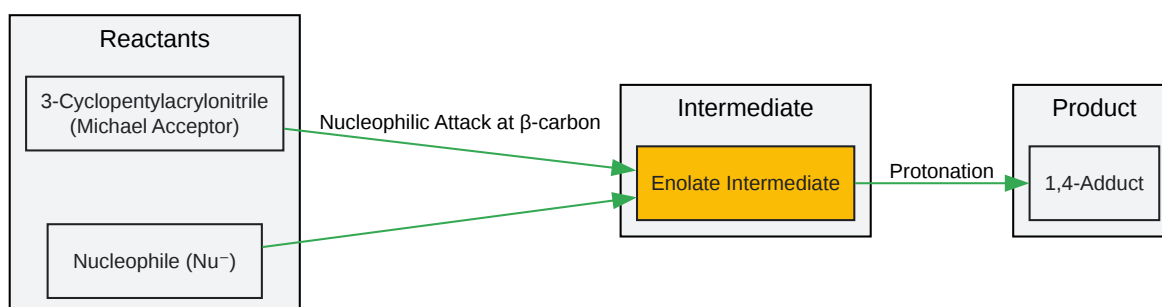 Reactants
3-Cyclopentylacrylonitrile
(Michael Acceptor)
Nucleophile (Nu⁻)
Nucleophilic Attack at β-carbon
Intermediate
Enolate Intermediate
Protonation
Product
1,4-Adduct